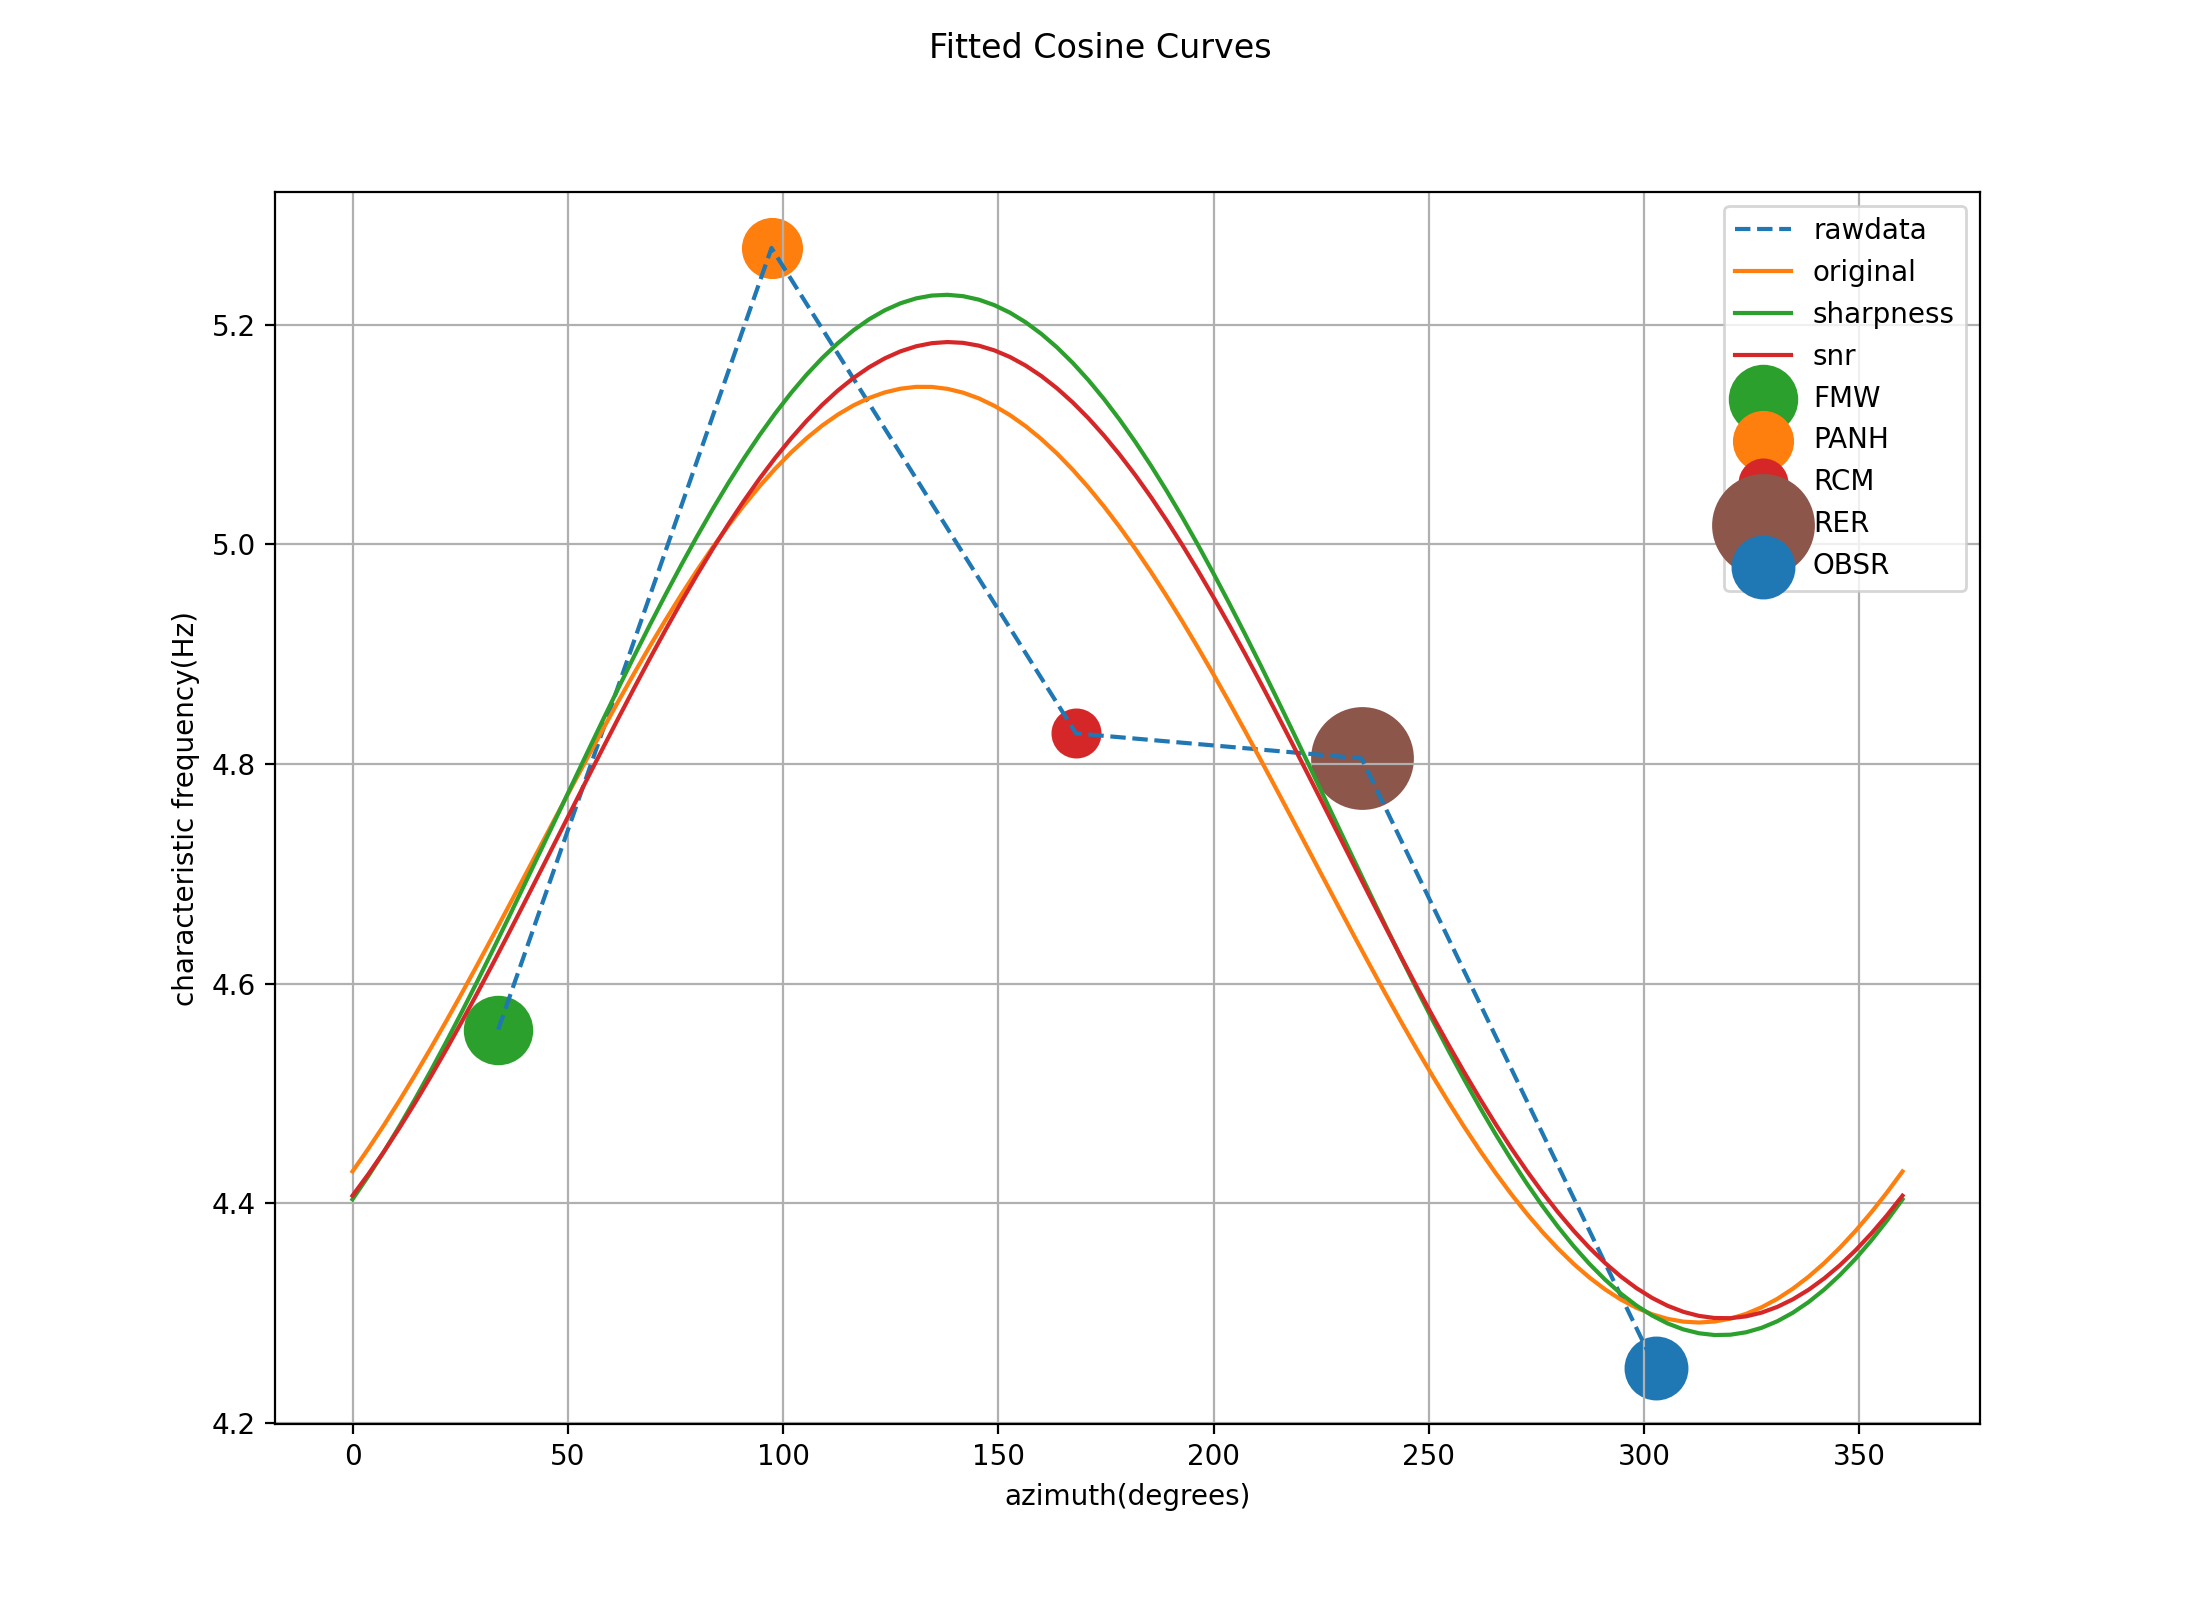 Fitted Cosine Curves
rawdata
original
sharpness
snr
FMW
PANH
RCM
RER
OBSR
characteristic frequency(Hz)
5.2
5.0
4.8
4.6
4.4
4.2
0 50 100 150 200 250 300 350
azimuth(degrees)